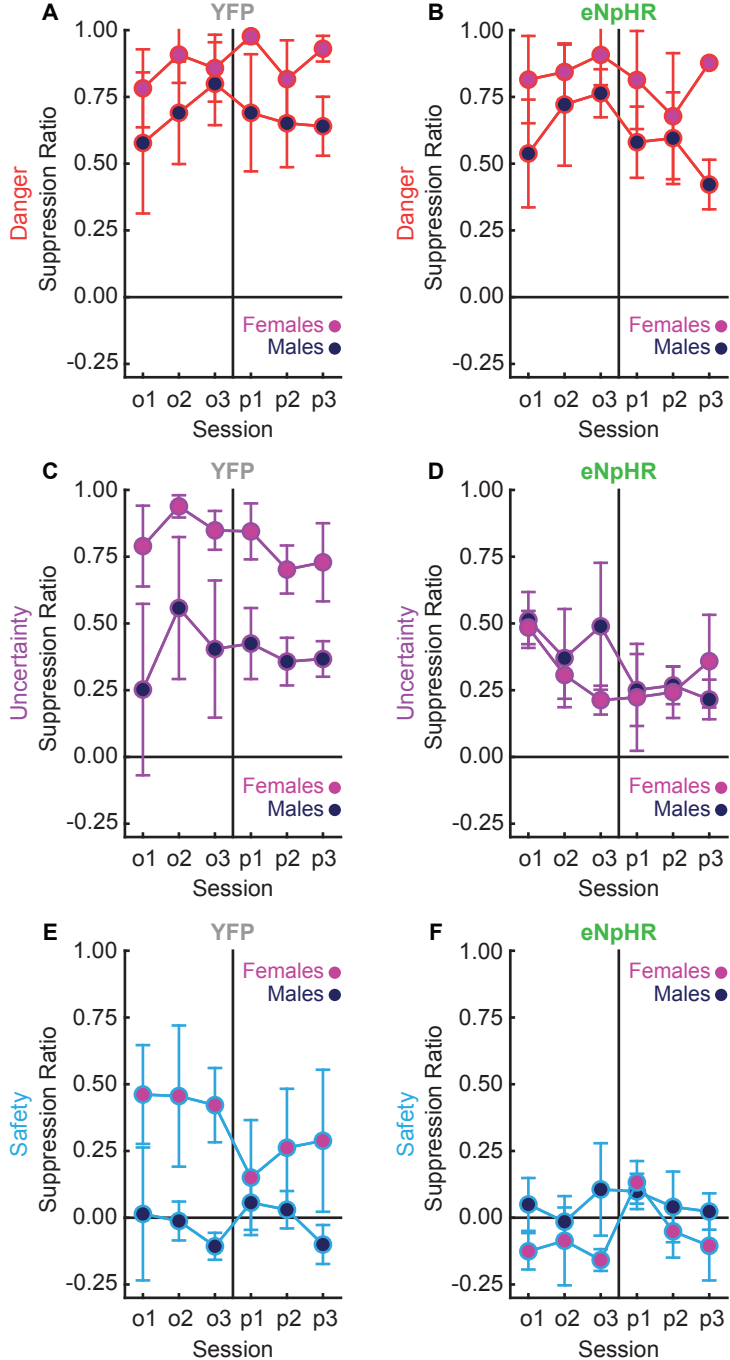 A YFP
1.00
0.75
0.50
0.25
0.00
-0.25
Danger
Suppression Ratio
Females
Males
o1 o2 o3 p1 p2 p3
Session
B eNpHR
1.00
0.75
0.50
0.25
0.00
-0.25
Danger
Suppression Ratio
Females
Males
o1 o2 o3 p1 p2 p3
Session
C YFP
1.00
0.75
0.50
0.25
0.00
-0.25
Uncertainty
Suppression Ratio
Females
Males
o1 o2 o3 p1 p2 p3
Session
D eNpHR
1.00
0.75
0.50
0.25
0.00
-0.25
Uncertainty
Suppression Ratio
Females
Males
o1 o2 o3 p1 p2 p3
Session
E YFP
1.00
0.75
0.50
0.25
0.00
-0.25
Safety
Suppression Ratio
Females
Males
o1 o2 o3 p1 p2 p3
Session
F eNpHR
1.00
0.75
0.50
0.25
0.00
-0.25
Safety
Suppression Ratio
Females
Males
o1 o2 o3 p1 p2 p3
Session